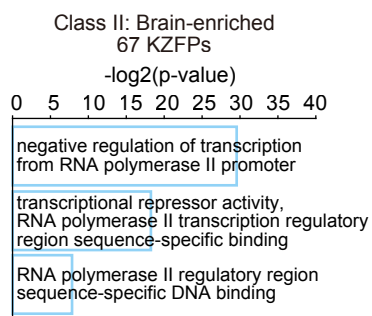 Class II: Brain-enriched
67 KZFPs
-log2(p-value)
0 5 10 15 20 25 30 35 40
negative regulation of transcription
from RNA polymerase II promoter
transcriptional repressor activity,
RNA polymerase II transcription regulatory
region sequence-specific binding
RNA polymerase II regulatory region
sequence-specific DNA binding